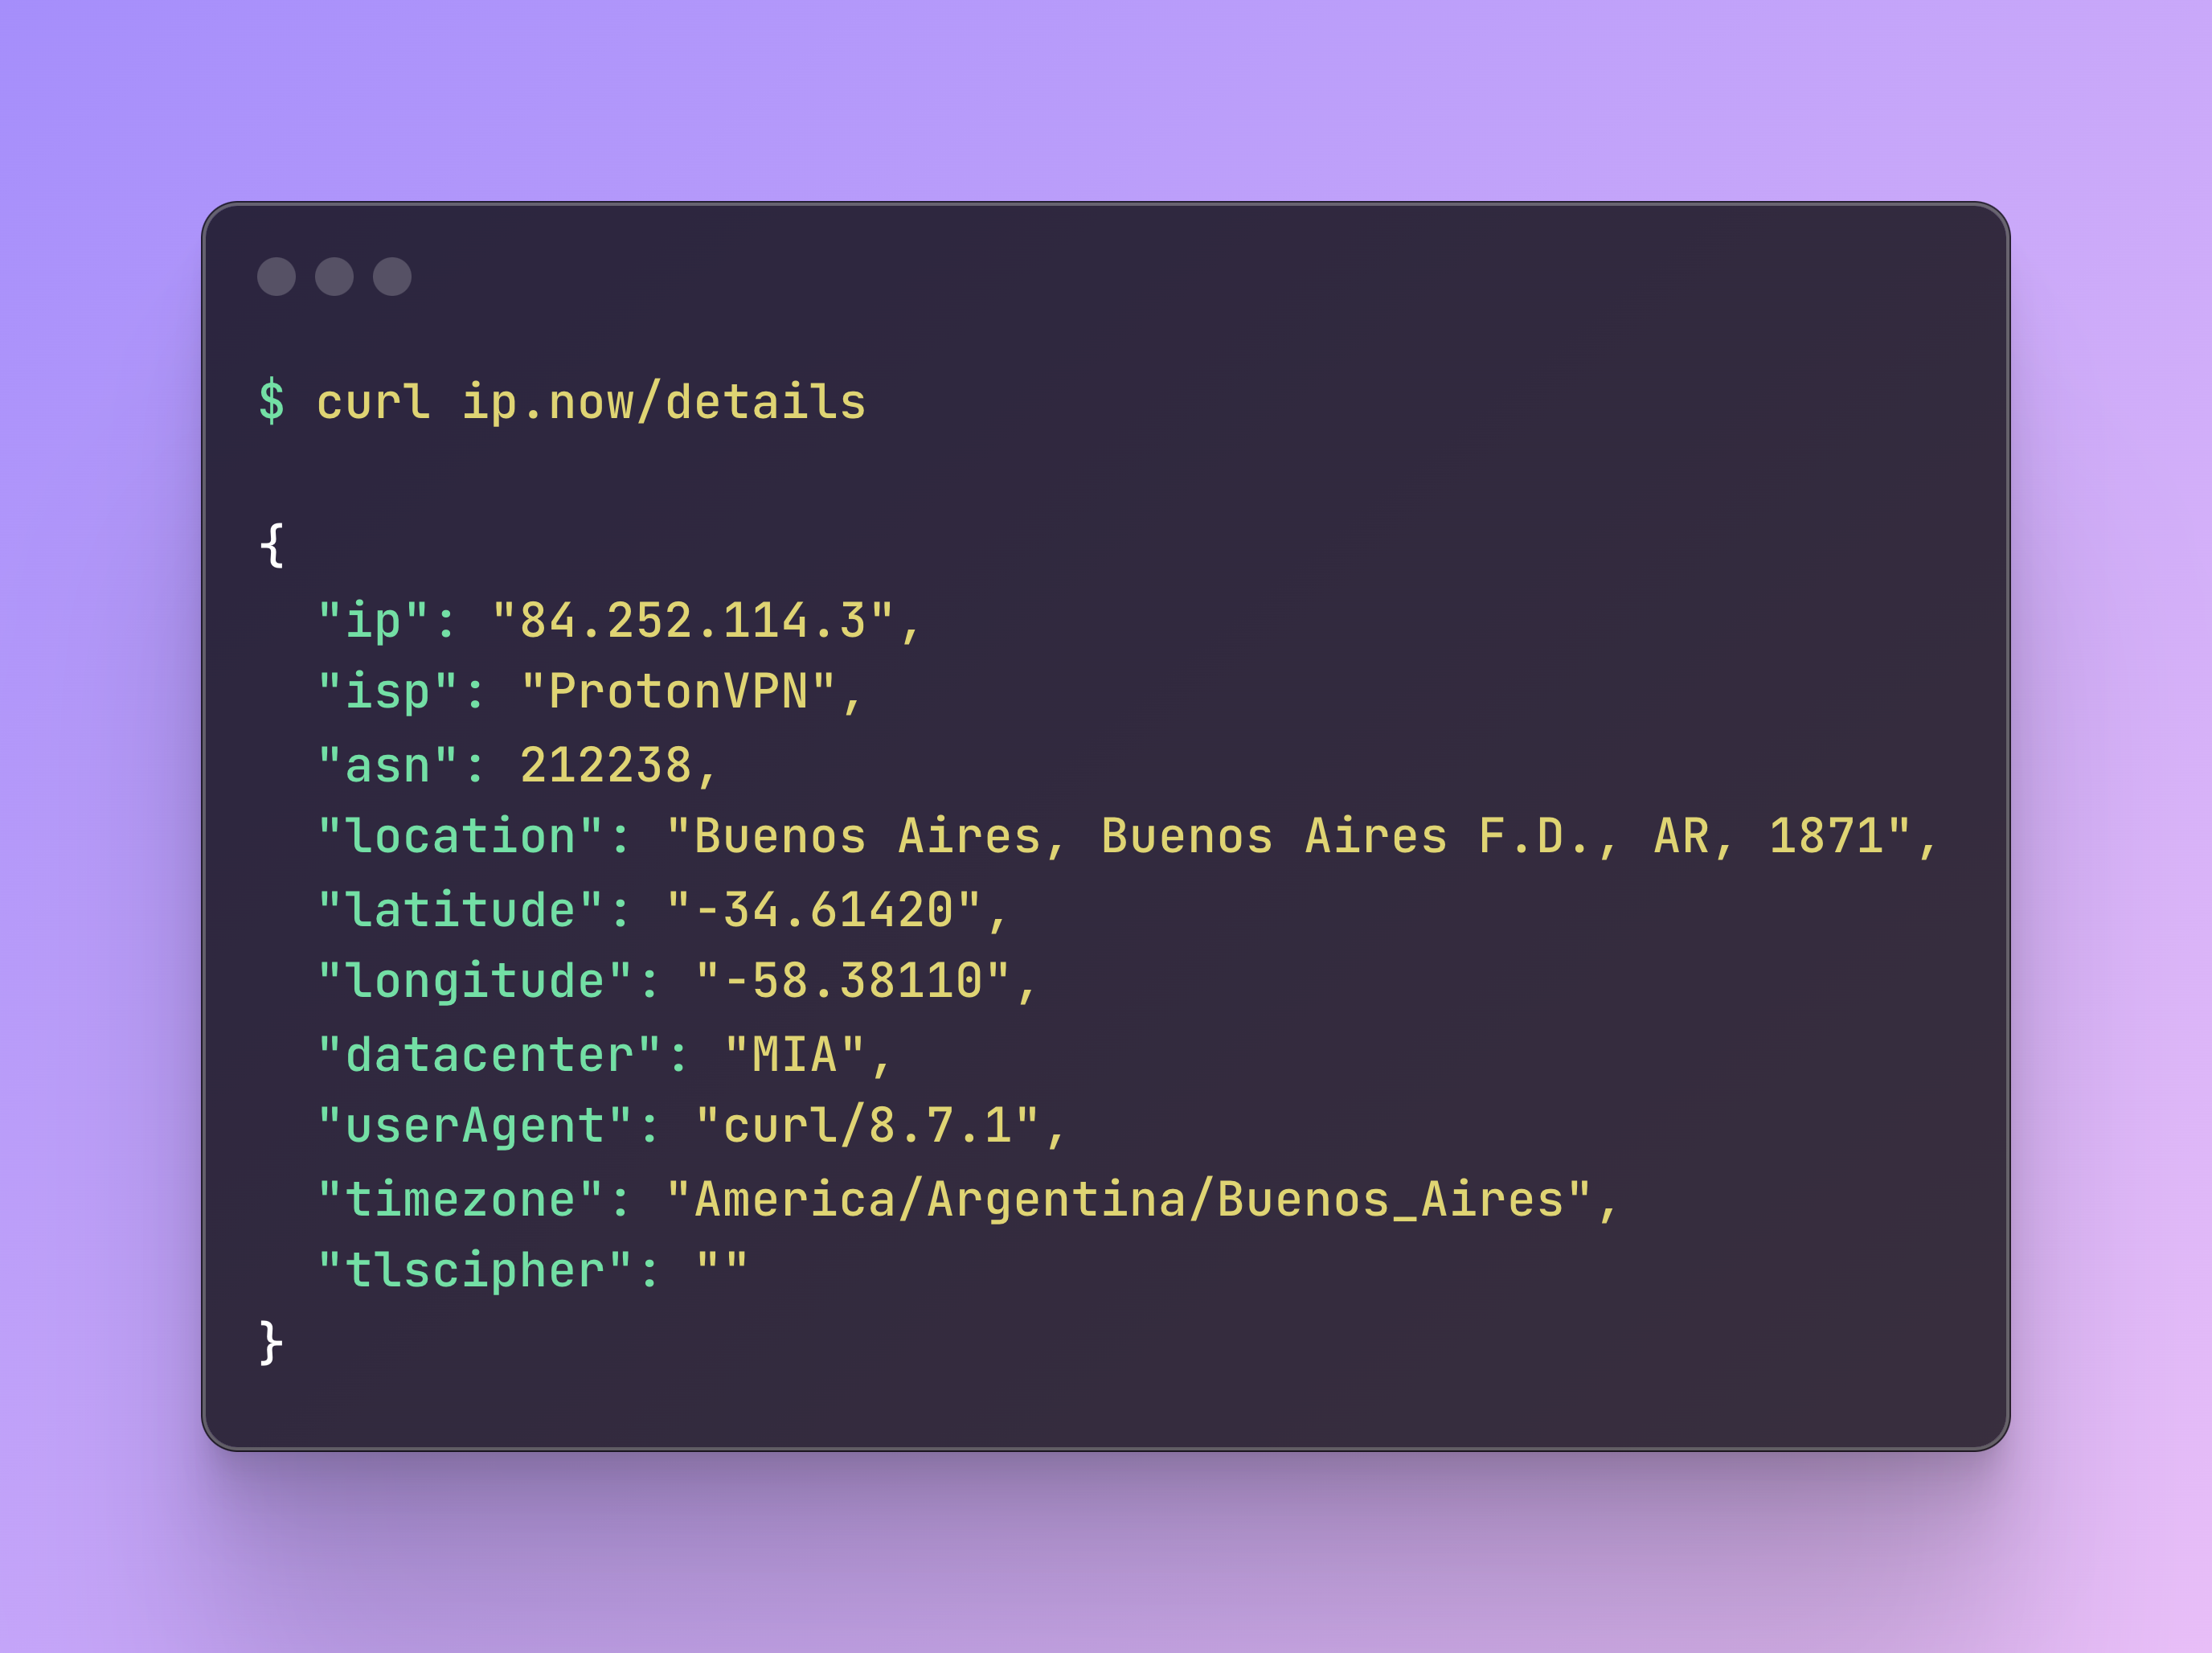 $ curl ip.now/details
{
"ip": "84.252.114.3",
"isp": "ProtonVPN",
"asn": 212238,
"location": "Buenos Aires, Buenos Aires F.D., AR, 1871",
"latitude": "-34.61420",
"longitude": "-58.38110",
"datacenter": "MIA",
"userAgent": "curl/8.7.1",
"timezone": "America/Argentina/Buenos_Aires",
"tlscipher": ""
}